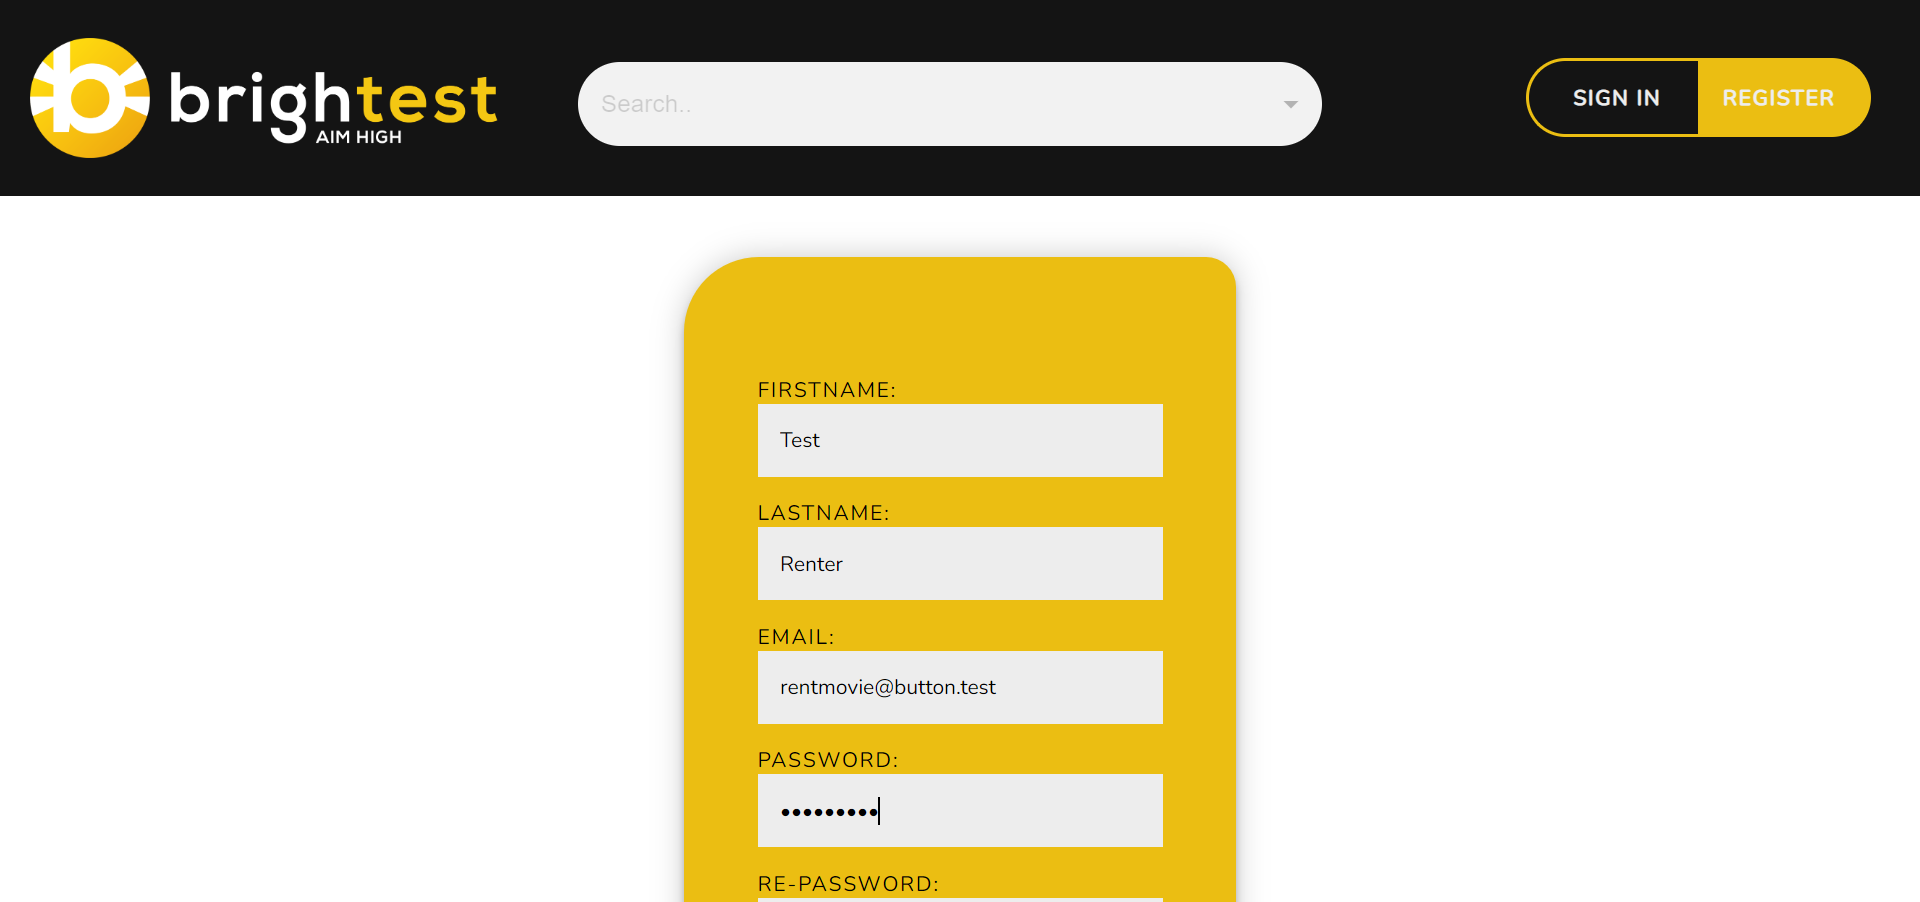 brightest
AIM HIGH
Search..
SIGN IN
REGISTER
FIRSTNAME:
Test
LASTNAME:
Renter
EMAIL:
rentmovie@button.test
PASSWORD:
•••••••••
RE-PASSWORD: